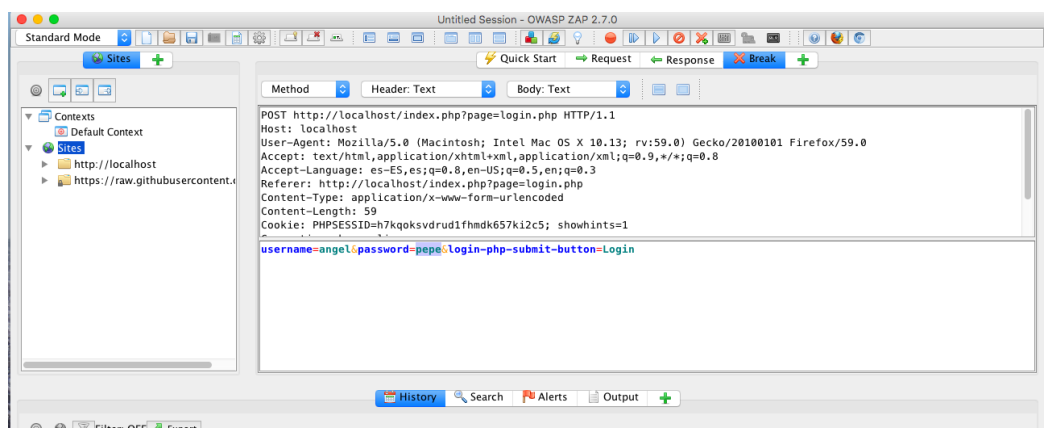 Untitled Session - OWASP ZAP 2.7.0
Standard Mode
Sites
Quick Start Request Response Break
Method Header: Text Body: Text
Contexts
Default Context
Sites
http://localhost
https://raw.githubusercontent.c
POST http://localhost/index.php?page=login.php HTTP/1.1
Host: localhost
User-Agent: Mozilla/5.0 (Macintosh; Intel Mac OS X 10.13; rv:59.0) Gecko/20100101 Firefox/59.0
Accept: text/html,application/xhtml+xml,application/xml;q=0.9,*/*;q=0.8
Accept-Language: es-ES,es;q=0.8,en-US;q=0.5,en;q=0.3
Referer: http://localhost/index.php?page=login.php
Content-Type: application/x-www-form-urlencoded
Content-Length: 59
Cookie: PHPSESSID=h7kqoksvdrud1fhmdk657ki2c5; showhints=1
username=angel&password=pepe&login-php-submit-button=Login
History Search Alerts Output
Filter: OFF Export